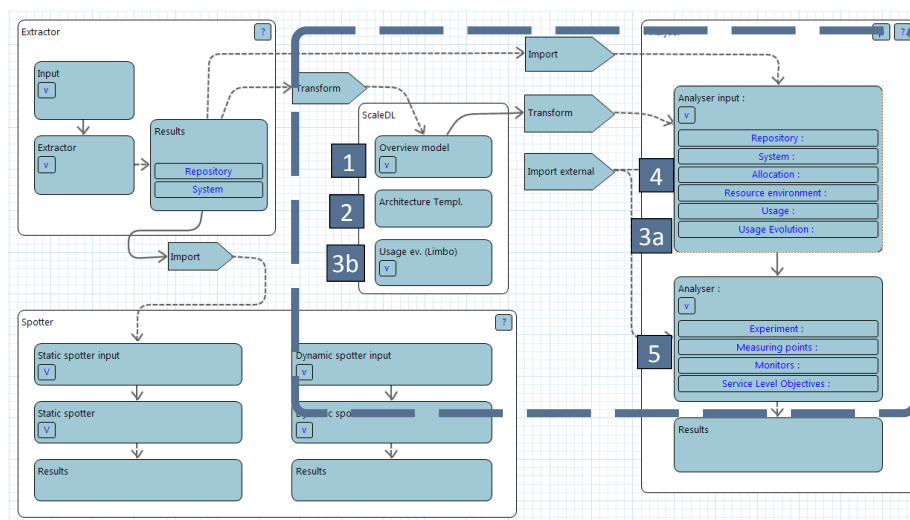 Extractor
?
Input
v
Extractor
v
Results
Repository
System
Import
Transform
ScaleDL
1
Overview model
v
2
Architecture Templ.
3b
Usage ev. (Limbo)
v
Import
Transform
Import external
?
Analyser input :
v
Repository :
System :
Allocation :
Resource environment :
Usage :
Usage Evolution :
4
3a
Analyser :
v
Experiment :
Measuring points :
Monitors :
Service Level Objectives :
5
Results
Spotter
?
Static spotter input
V
Static spotter
V
Results
Dynamic spotter input
v
v
Results